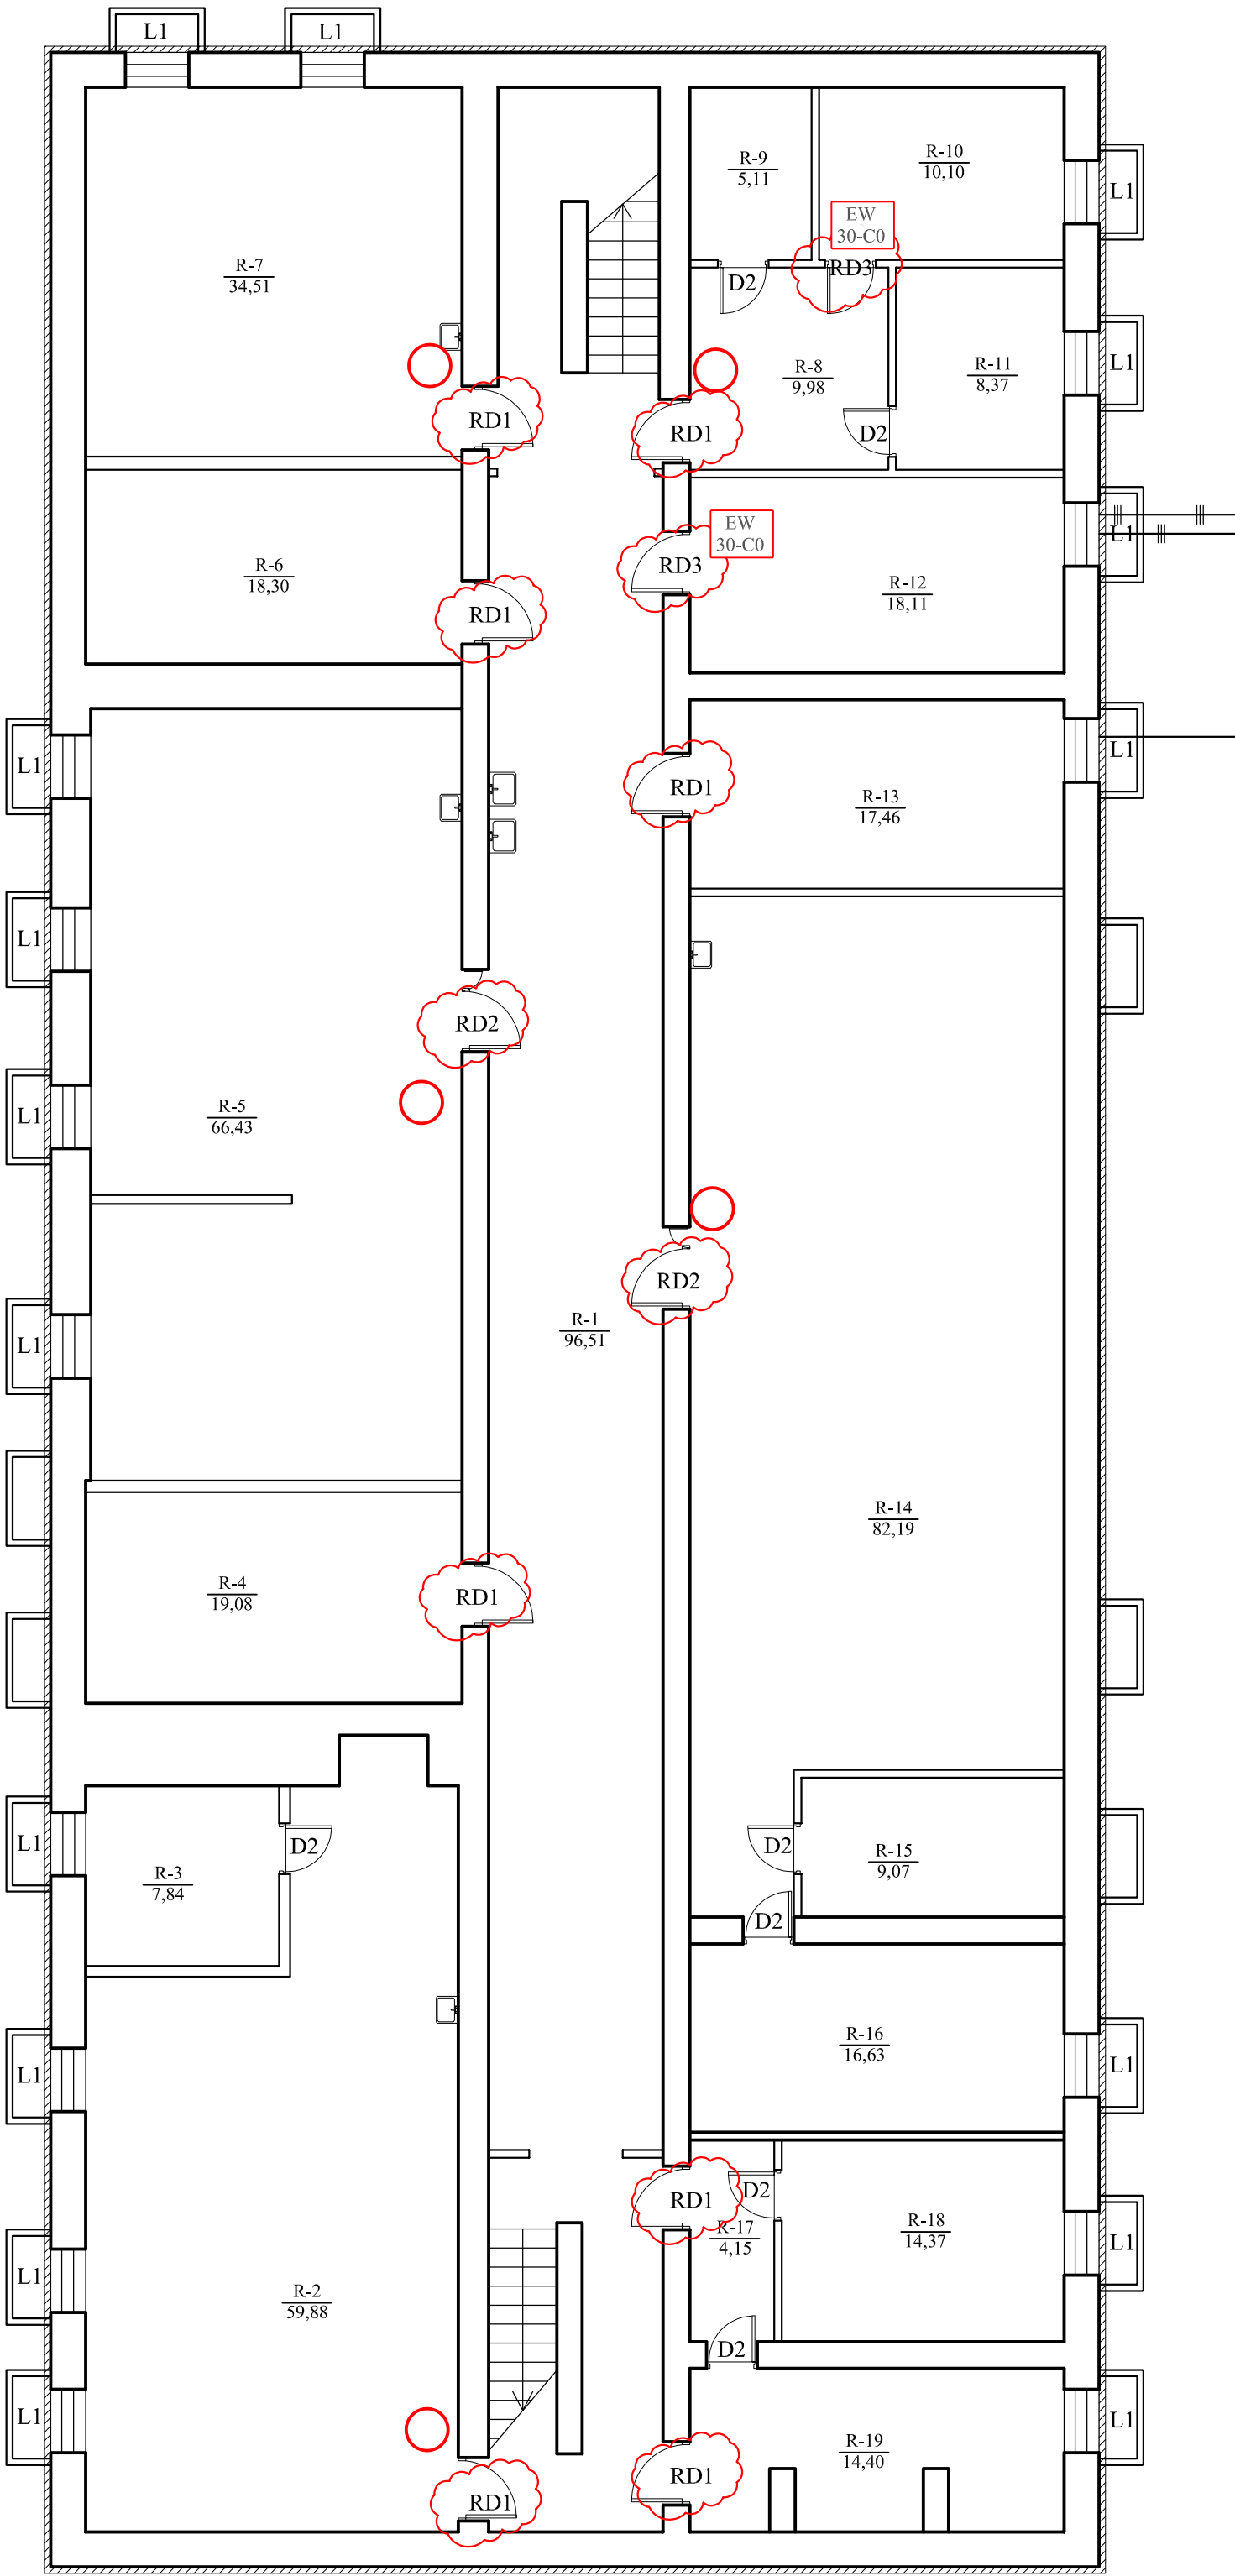 L1
L1
R-9
5,11
R-10
10,10
L1
EW
30-C0
RD3
R-7
34,51
D2
L1
R-8
9,98
R-11
8,37
RD1
RD1
D2
EW
30-C0
L1
RD3
R-6
18,30
R-12
18,11
RD1
L1
L1
RD1
R-13
17,46
L1
RD2
L1
R-5
66,43
RD2
R-1
96,51
L1
R-14
82,19
R-4
19,08
RD1
L1
D2
D2
R-3
7,84
R-15
9,07
D2
R-16
16,63
L1
L1
D2
RD1
R-17
4,15
R-18
14,37
L1
L1
R-2
59,88
D2
L1
L1
R-19
14,40
RD1
RD1